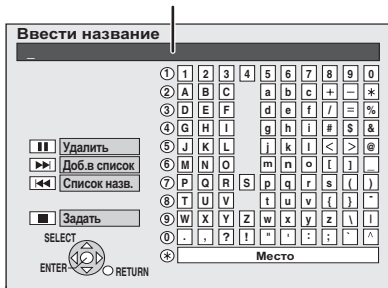 Ввести название
_
① 1 2 3 4 5 6 7 8 9 0
② A B C a b c + − *
③ D E F d e f / = %
④ G H I g h i # $ &
⑤ J K L j k l < > @
⑥ M N O m n o [ ] _
⑦ P Q R S p q r s ( )
⑧ T U V t u v { } ¯
⑨ W X Y Z w x y z \ |
⓪ . , ? ! " ' : ; ` ^
✱ Место
Удалить
Доб.в список
Список назв.
Задать
SELECT
ENTER
RETURN